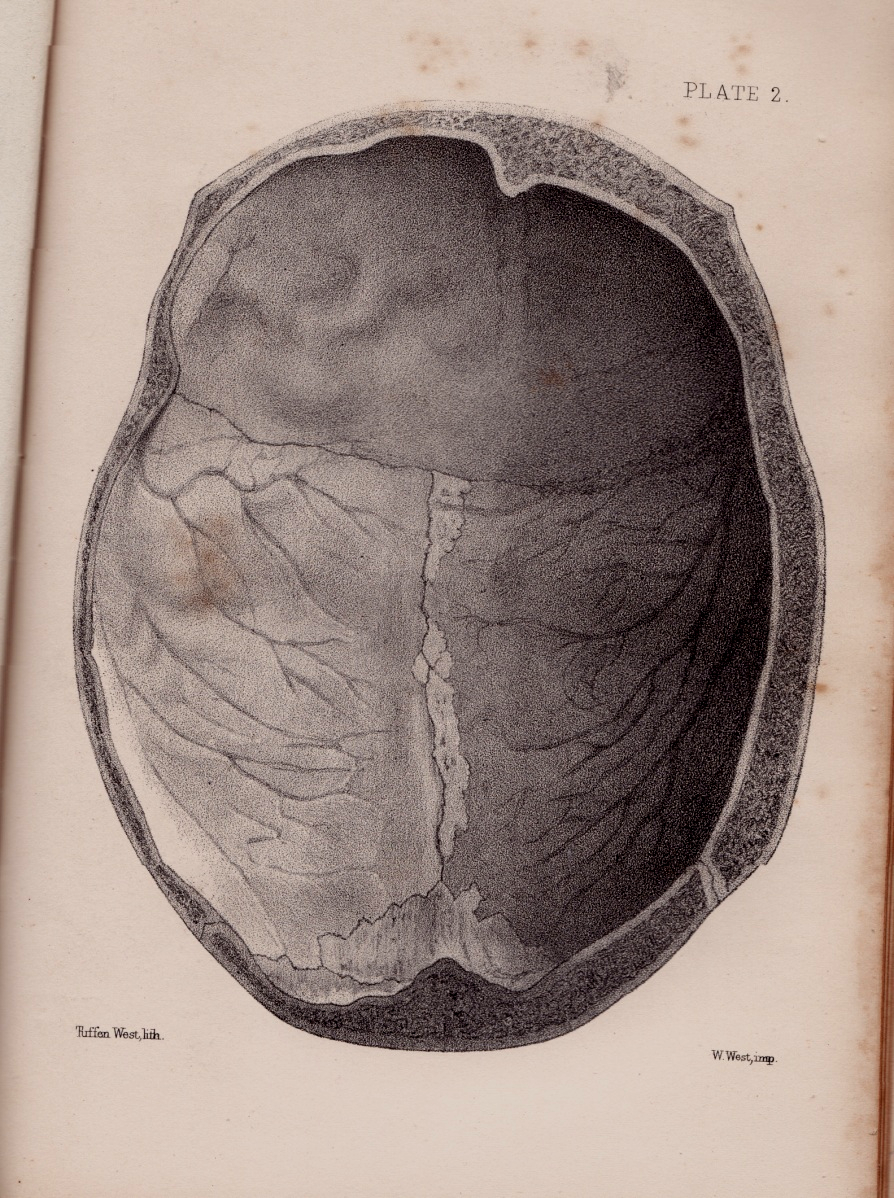 PLATE 2.
Tuffen West, lith.
W. West, imp.